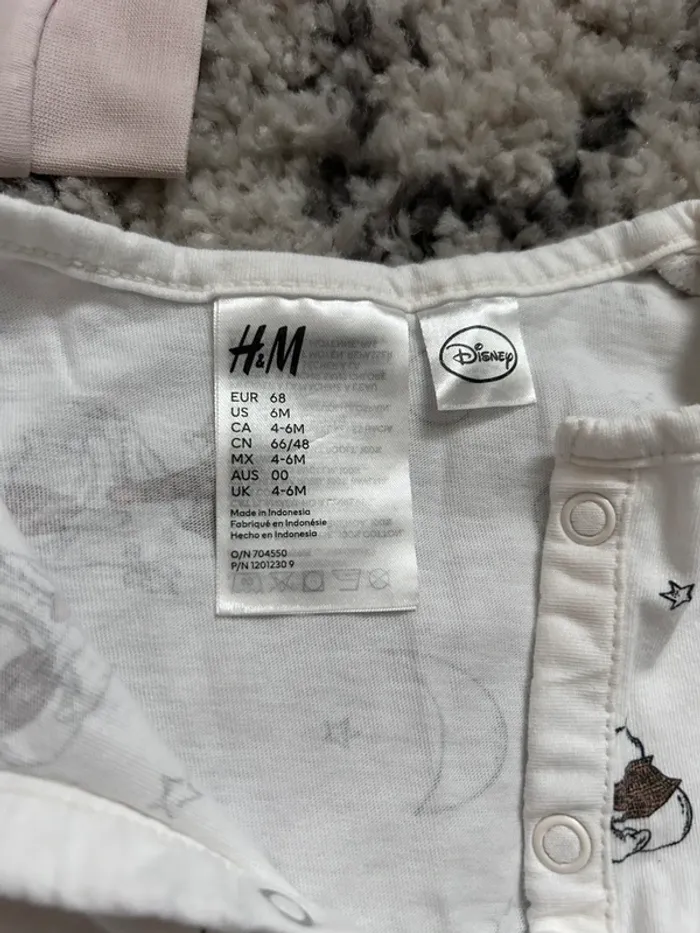 H&M
EUR 68
US 6M
CA 4-6M
CN 66/48
MX 4-6M
AUS 00
UK 4-6M
Made in Indonesia
Fabriqué en Indonésie
Hecho en Indonesia
O/N 704550
P/N 1201230 9
Disney